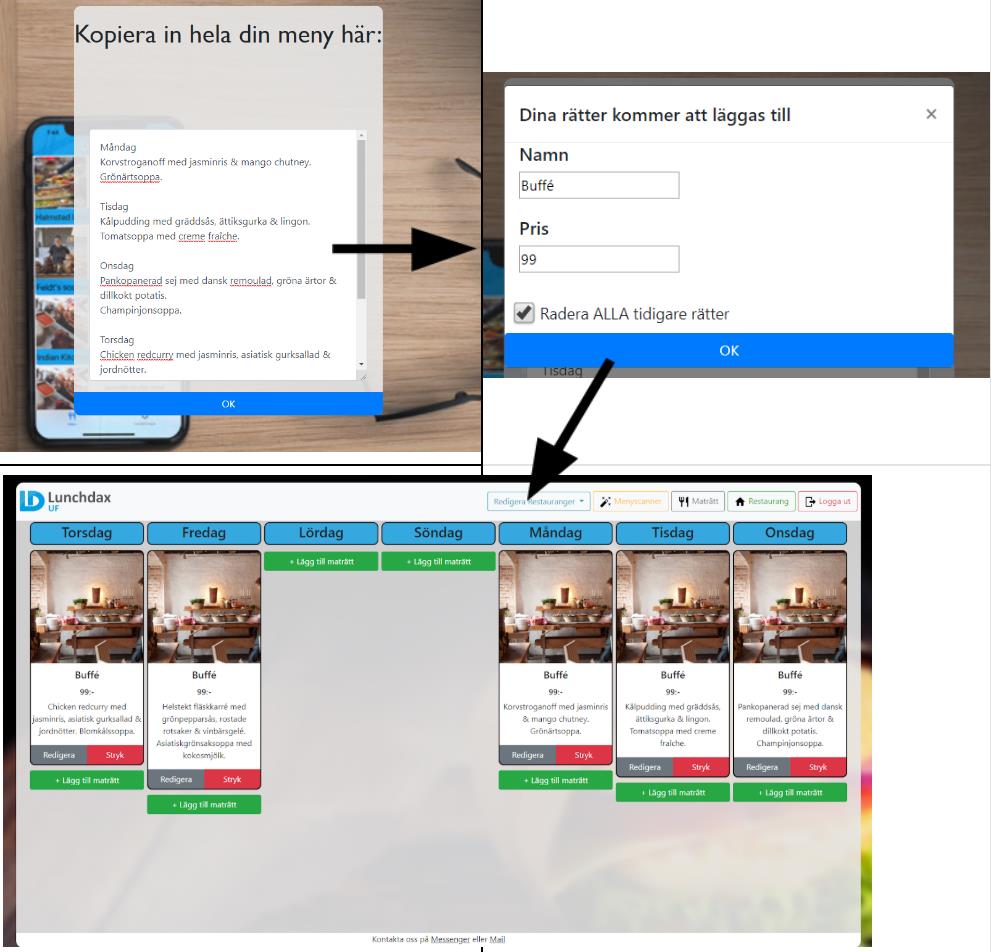 Kopiera in hela din meny här:
Måndag
Korvstroganoff med jasminris & mango chutney.
Grönärtsoppa.
Tisdag
Kålpudding med gräddsås, ättiksgurka & lingon.
Tomatsoppa med creme fraîche.
Onsdag
Pankopanerad sej med dansk remoulad, gröna ärtor &
dillkokt potatis.
Champinjonsoppa.
Torsdag
Chicken redcurry med jasminris, asiatisk gurksallad &
jordnötter.
OK
Halmstad
Feldt's
Indian
Dina rätter kommer att läggas till
×
Namn
Buffé
Pris
99
Radera ALLA tidigare rätter
OK
Tisdag
LD Lunchdax
UF
Redigera Restauranger
Menyscanner
Maträtt
Restaurang
Logga ut
Torsdag
Fredag
Lördag
Söndag
Måndag
Tisdag
Onsdag
+ Lägg till maträtt
+ Lägg till maträtt
Buffé
99:-
Chicken redcurry med
jasminris, asiatisk gurksallad &
jordnötter. Blomkålssoppa.
Redigera
Stryk
+ Lägg till maträtt
Buffé
99:-
Helstekt fläskkarré med
grönpepparsås, rostade
rotsaker & vinbärsgelé.
Asiatiskgrönsaksoppa med
kokosmjölk.
Redigera
Stryk
+ Lägg till maträtt
Buffé
99:-
Korvstroganoff med jasminris
& mango chutney.
Grönärtsoppa.
Redigera
Stryk
+ Lägg till maträtt
Buffé
99:-
Kålpudding med gräddsås,
ättiksgurka & lingon.
Tomatsoppa med creme
fraîche.
Redigera
Stryk
+ Lägg till maträtt
Buffé
99:-
Pankopanerad sej med dansk
remoulad, gröna ärtor &
dillkokt potatis.
Champinjonsoppa.
Redigera
Stryk
+ Lägg till maträtt
Kontakta oss på Messenger eller Mail